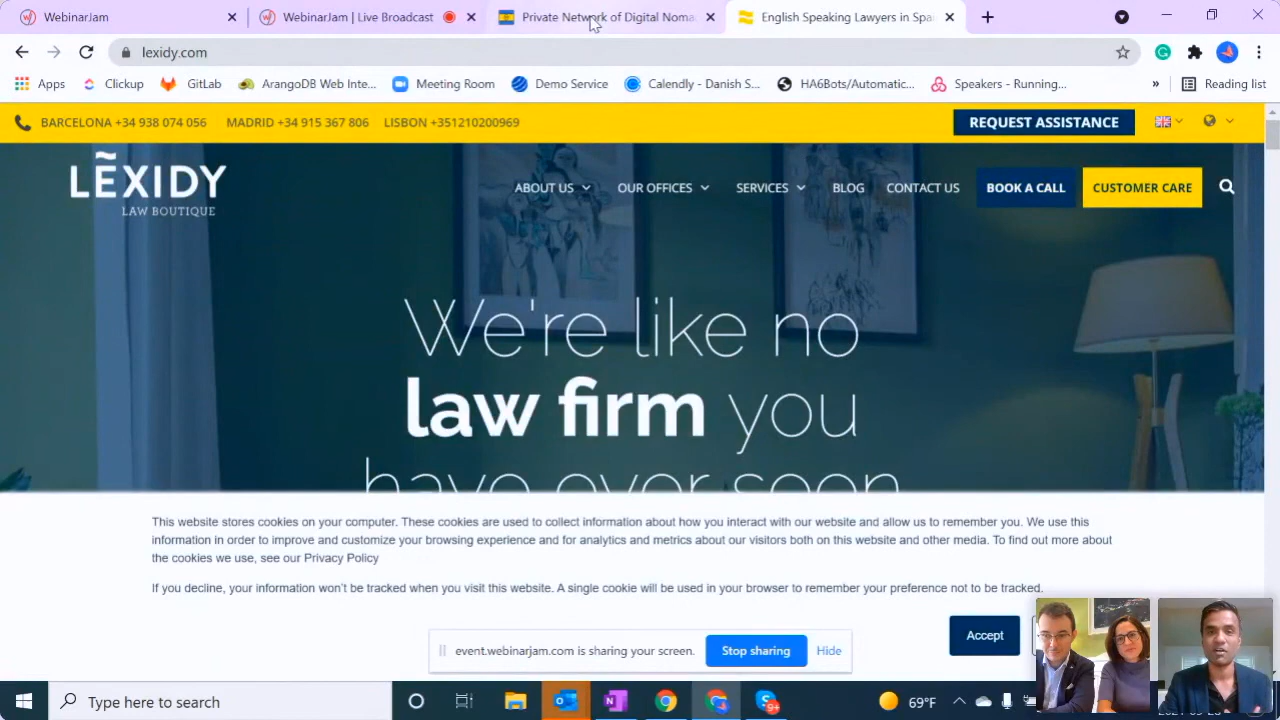 WebinarJam
WebinarJam | Live Broadcast
Private Network of Digital Noma
English Speaking Lawyers in Spa
lexidy.com
Apps
Clickup
GitLab
ArangoDB Web Inte...
Meeting Room
Demo Service
Calendly - Danish S...
HA6Bots/Automatic...
Speakers - Running...
»
Reading list
BARCELONA +34 938 074 056 MADRID +34 915 367 806 LISBON +351210200969
REQUEST ASSISTANCE
LEXIDY
LAW BOUTIQUE
ABOUT US
OUR OFFICES
SERVICES
BLOG
CONTACT US
BOOK A CALL
CUSTOMER CARE
We're like no
law firm you
have ever seen
This website stores cookies on your computer. These cookies are used to collect information about how you interact with our website and allow us to remember you. We use this
information in order to improve and customize your browsing experience and for analytics and metrics about our visitors both on this website and other media. To find out more about
the cookies we use, see our Privacy Policy
If you decline, your information won't be tracked when you visit this website. A single cookie will be used in your browser to remember your preference not to be tracked.
Accept
event.webinarjam.com is sharing your screen.
Stop sharing
Hide
Type here to search
9+
69°F